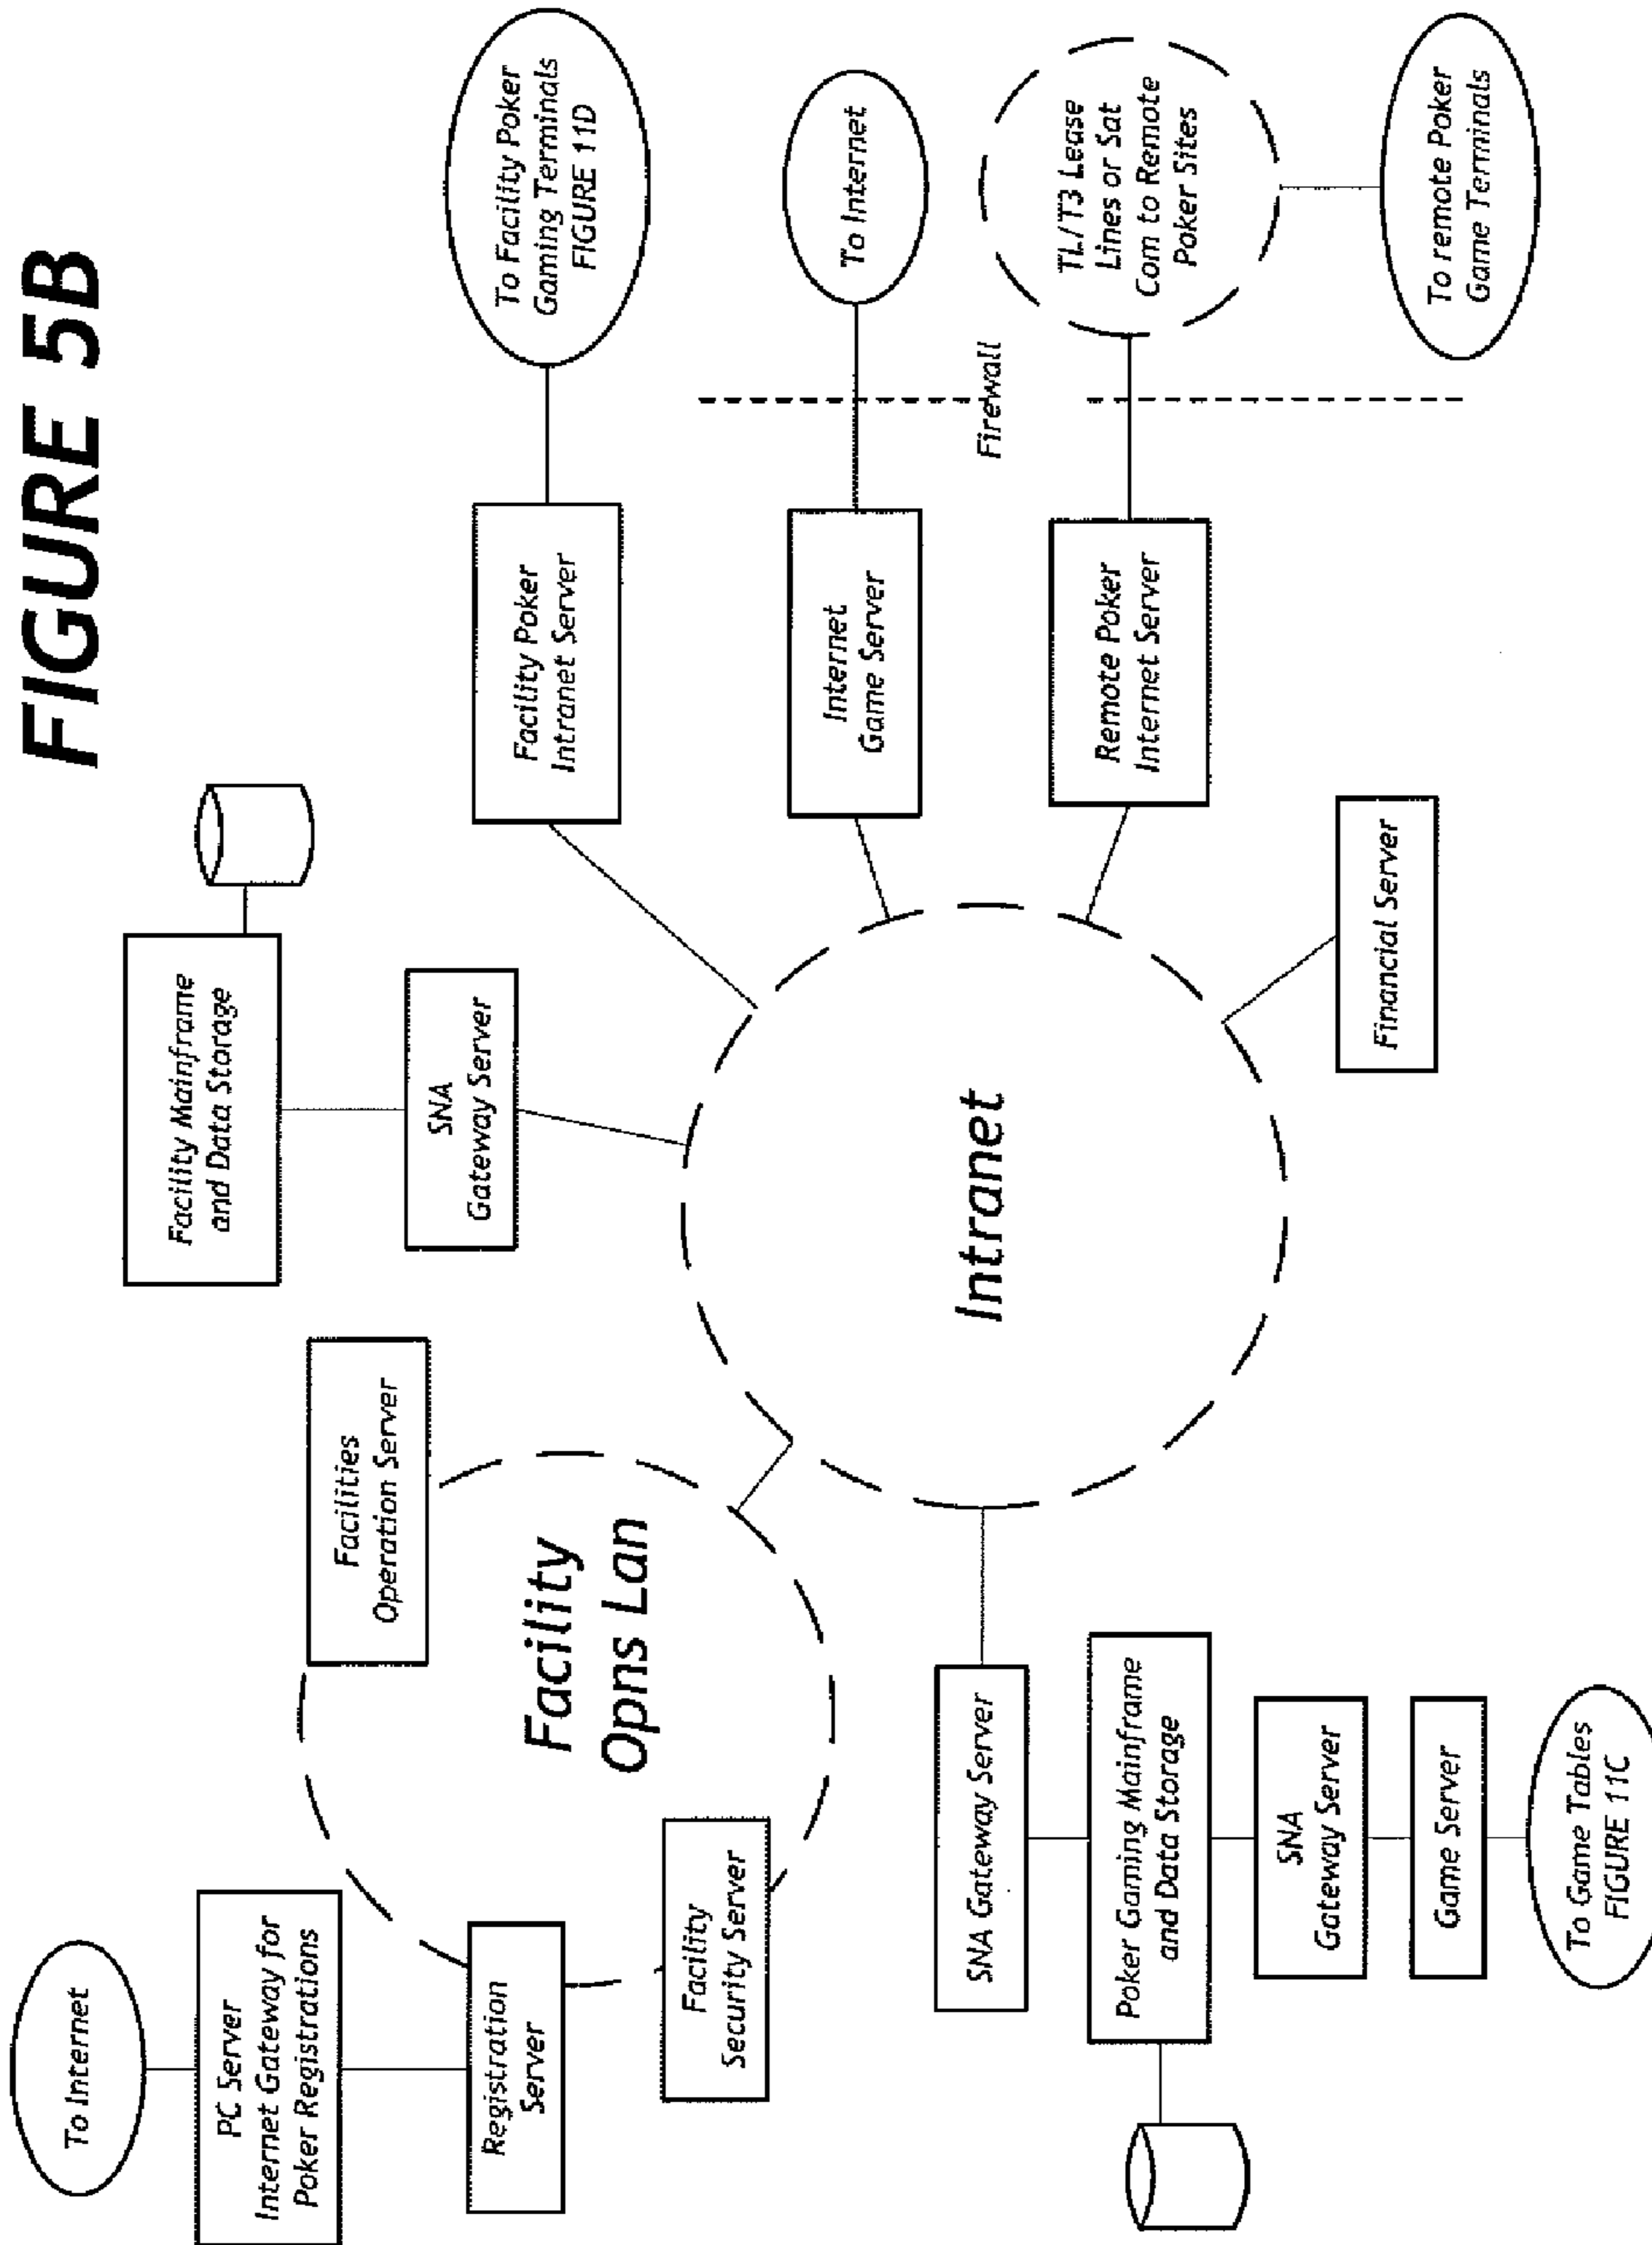 FIGURE 5B
To Internet
PC Server
Internet Gateway for
Poker Registrations
Registration
Server
Facilities
Operation Server
Facility
Opns Lan
Facility
Security Server
Facility Mainframe
and Data Storage
SNA
Gateway Server
Facility Poker
Intranet Server
To Facility Poker
Gaming Terminals
FIGURE 11D
Internet
Game Server
To Internet
Firewall
Remote Poker
Internet Server
TL/T3 Lease
Lines or Sat
Com to Remote
Poker Sites
To remote Poker
Game Terminals
Intranet
Financial Server
SNA Gateway Server
Poker Gaming Mainframe
and Data Storage
SNA
Gateway Server
Game Server
To Game Tables
FIGURE 11C